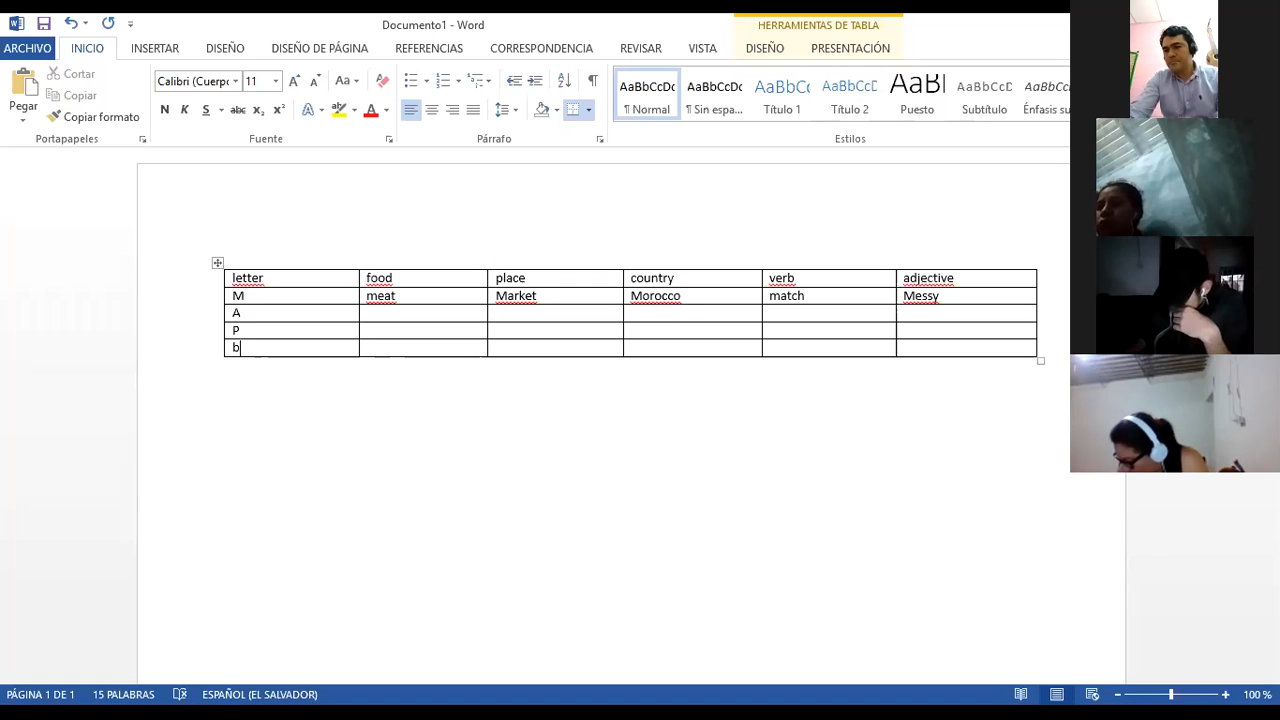 Documento1 - Word
HERRAMIENTAS DE TABLA
ARCHIVO INICIO INSERTAR DISEÑO DISEÑO DE PÁGINA REFERENCIAS CORRESPONDENCIA REVISAR VISTA DISEÑO PRESENTACIÓN
Pegar
Cortar
Copiar
Copiar formato
Portapapeles
Calibri (Cuerpo 11
N K S abc x₂ x²
Fuente
Párrafo
AaBbCcDc AaBbCcDc AaBbCc AaBbCcD AaBl AaBbCcD AaBbCcDc
¶ Normal ¶ Sin espa... Título 1 Título 2 Puesto Subtítulo Énfasis su
Estilos
letter food place country verb adjective
M meat Market Morocco match Messy
A
P
b
PÁGINA 1 DE 1 15 PALABRAS ESPAÑOL (EL SALVADOR) 100 %